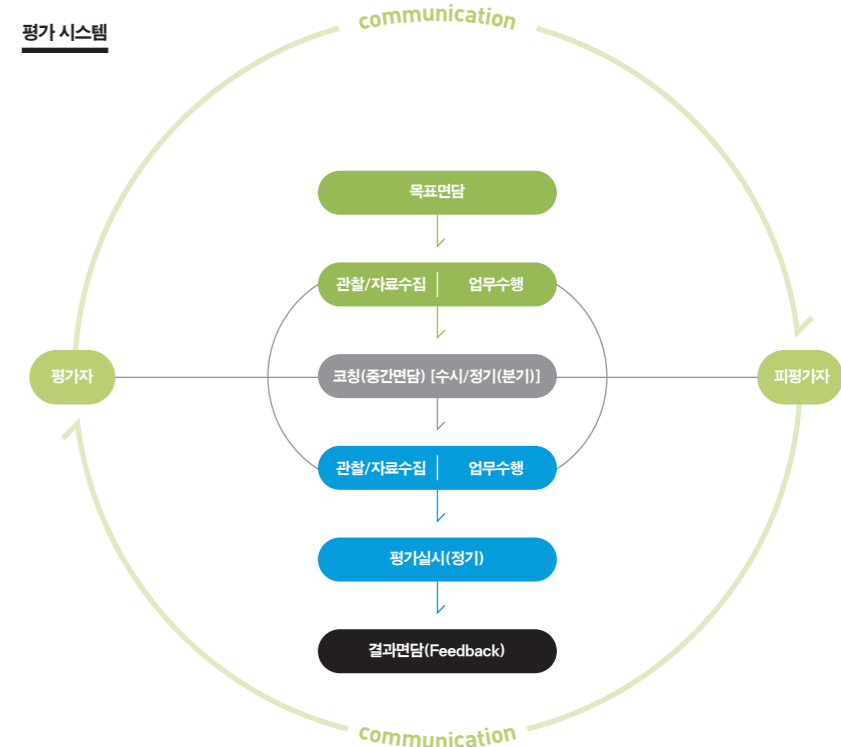 평가 시스템
communication
목표면담
관찰/자료수집 업무수행
평가자
코칭(중간면담) [수시/정기(분기)]
피평가자
관찰/자료수집 업무수행
평가실시(정기)
결과면담(Feedback)
communication